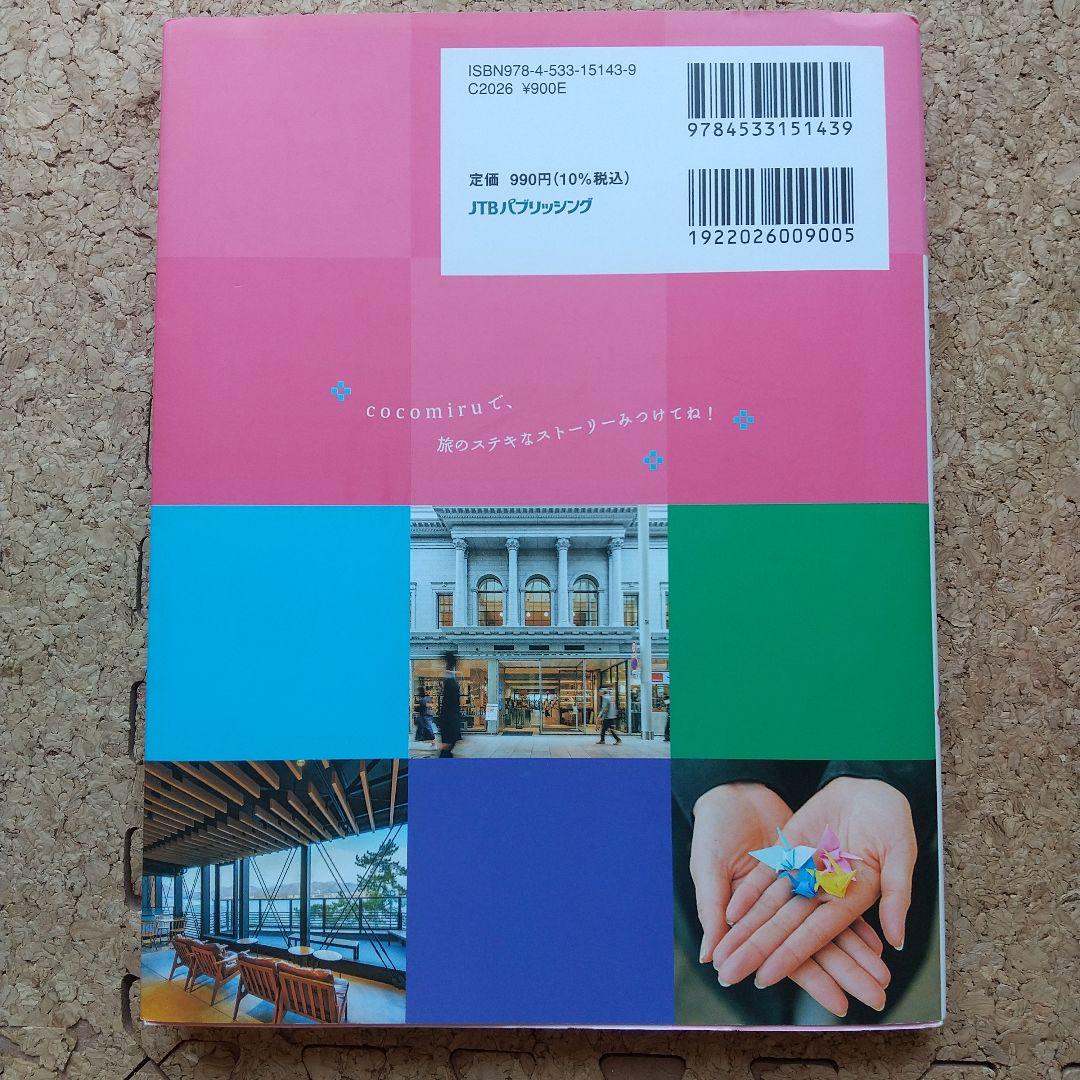 ISBN978-4-533-15143-9
C2026 ¥900E
9784533151439
定価 990円(10%税込)
JTBパブリッシング
1922026009005
cocomiruで、
旅のステキなストーリーみつけてね！